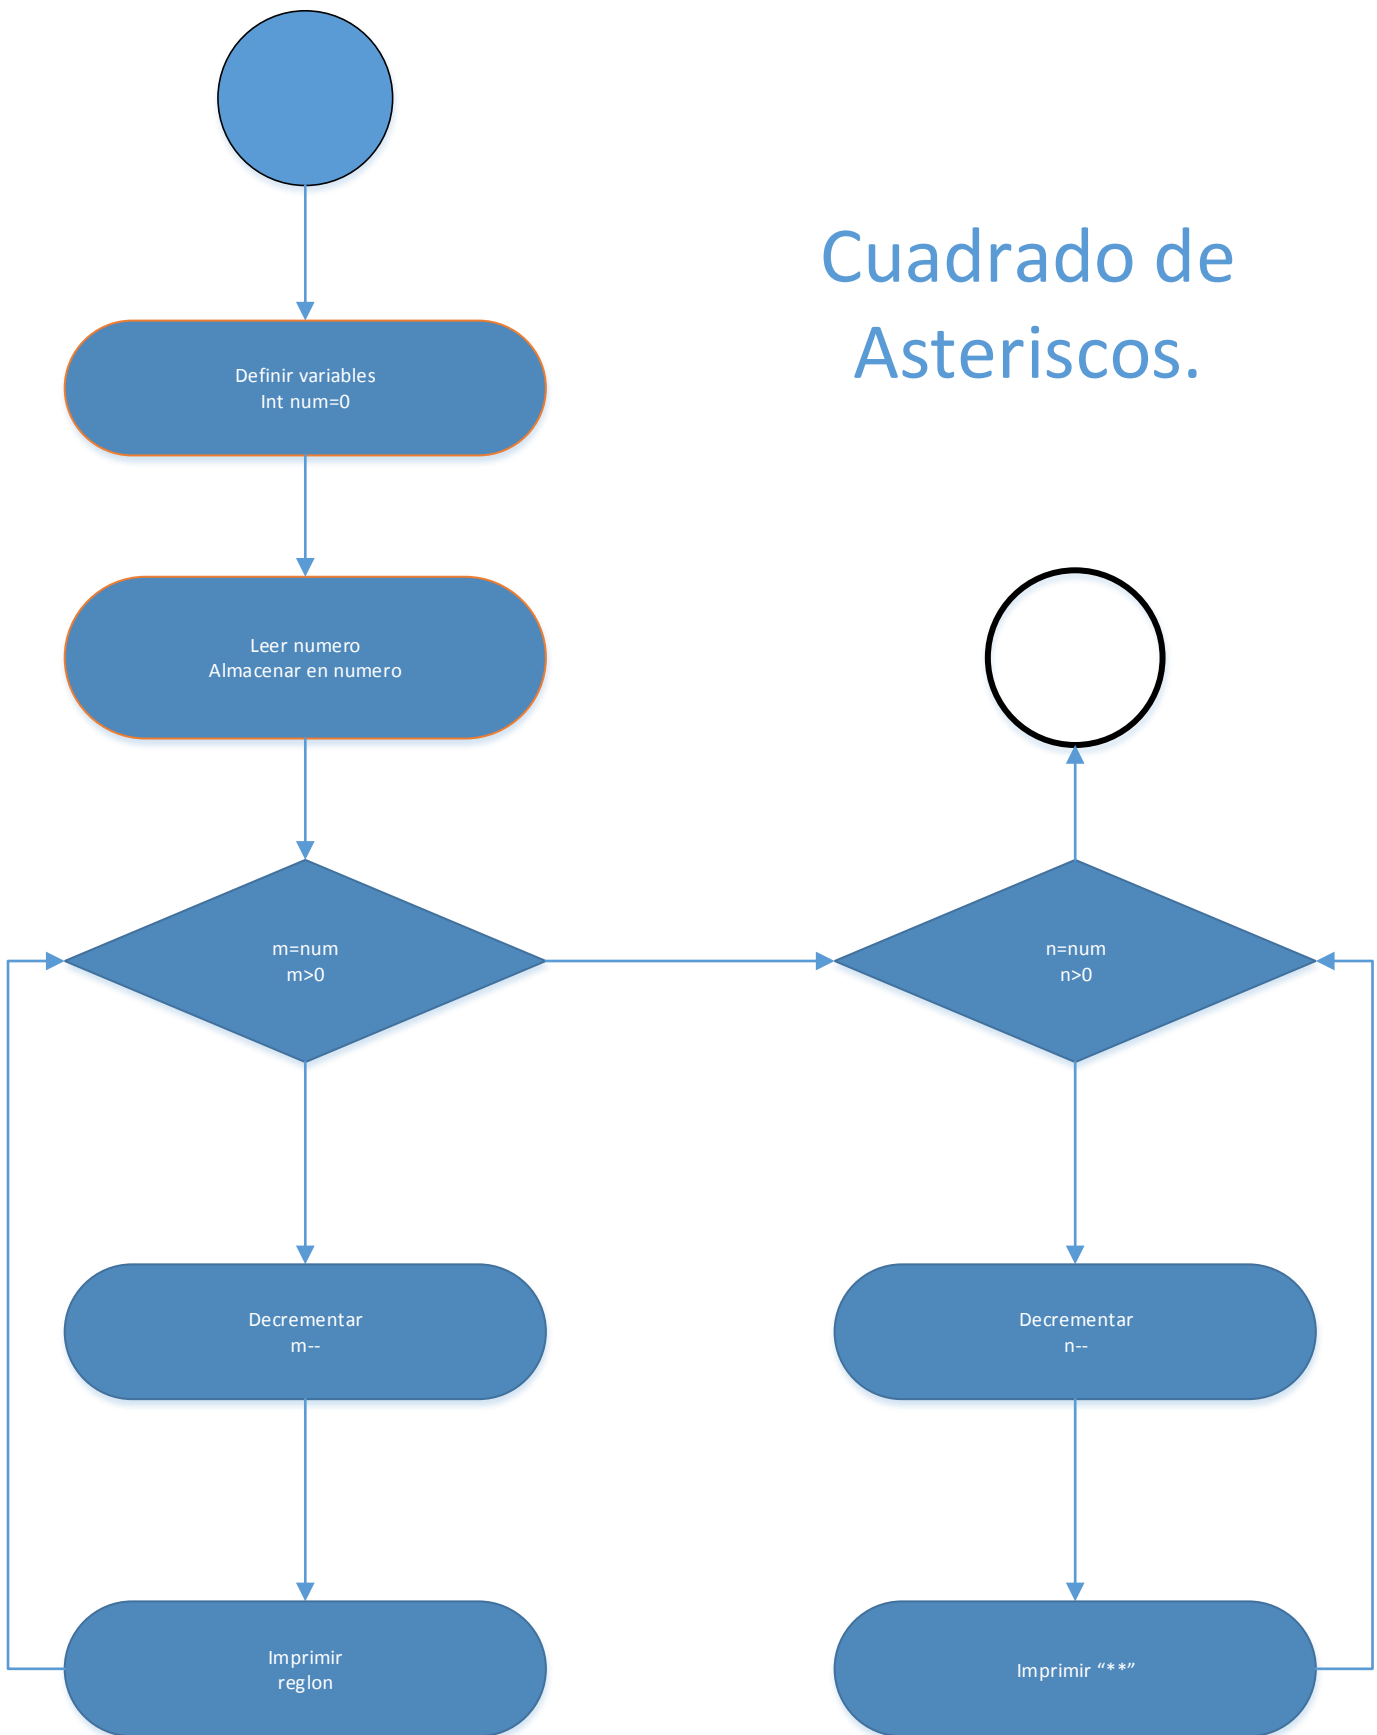 Cuadrado de
Asteriscos.
Definir variables
Int num=0
Leer numero
Almacenar en numero
m=num
m>0
n=num
n>0
Decrementar
m--
Decrementar
n--
Imprimir
reglon
Imprimir “**”